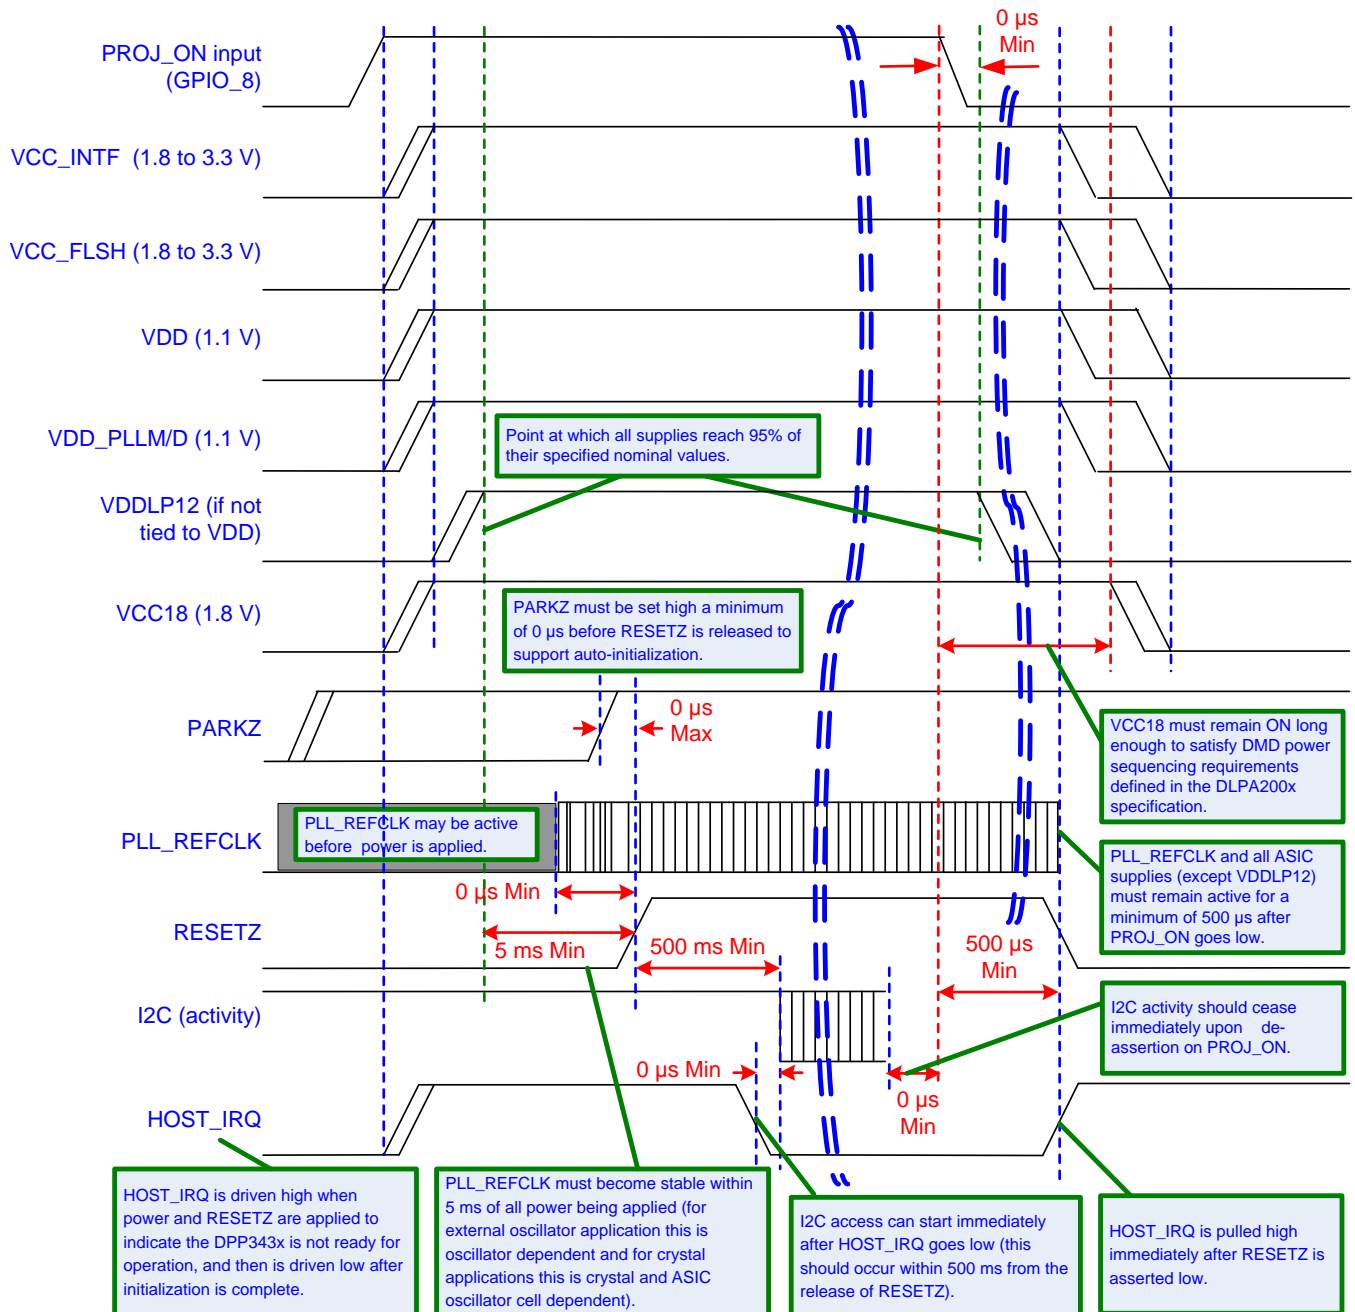 0 µs
Min
PROJ_ON input
(GPIO_8)
VCC_INTF (1.8 to 3.3 V)
VCC_FLSH (1.8 to 3.3 V)
VDD (1.1 V)
VDD_PLLM/D (1.1 V)
Point at which all supplies reach 95% of
their specified nominal values.
VDDLP12 (if not
tied to VDD)
VCC18 (1.8 V)
PARKZ must be set high a minimum
of 0 µs before RESETZ is released to
support auto-initialization.
PARKZ
0 µs
Max
VCC18 must remain ON long
enough to satisfy DMD power
sequencing requirements
defined in the DLPA200x
specification.
PLL_REFCLK
PLL_REFCLK may be active
before power is applied.
PLL_REFCLK and all ASIC
supplies (except VDDLP12)
must remain active for a
minimum of 500 µs after
PROJ_ON goes low.
0 µs Min
RESETZ
5 ms Min
500 ms Min
500 µs
Min
I2C (activity)
I2C activity should cease
immediately upon de-
assertion on PROJ_ON.
0 µs Min
0 µs
Min
HOST_IRQ
HOST_IRQ is driven high when
power and RESETZ are applied to
indicate the DPP343x is not ready for
operation, and then is driven low after
initialization is complete.
PLL_REFCLK must become stable within
5 ms of all power being applied (for
external oscillator application this is
oscillator dependent and for crystal
applications this is crystal and ASIC
oscillator cell dependent).
I2C access can start immediately
after HOST_IRQ goes low (this
should occur within 500 ms from the
release of RESETZ).
HOST_IRQ is pulled high
immediately after RESETZ is
asserted low.